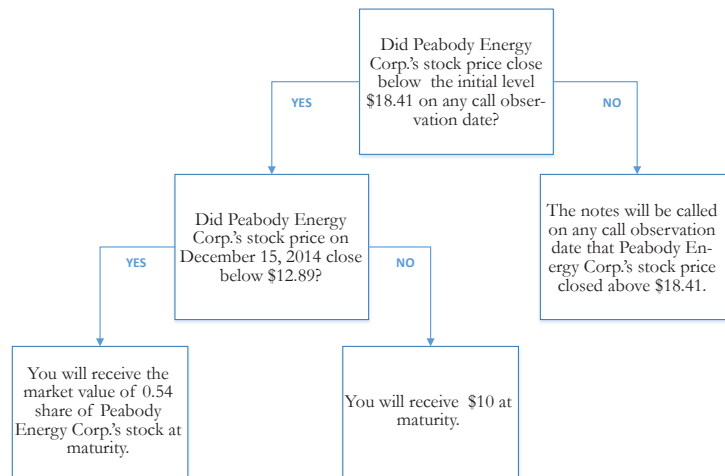 Did Peabody Energy
Corp.'s stock price close
below the initial level
$18.41 on any call obser-
vation date?
YES
NO
Did Peabody Energy
Corp.'s stock price on
December 15, 2014 close
below $12.89?
The notes will be called
on any call observation
date that Peabody En-
ergy Corp.'s stock price
closed above $18.41.
YES
NO
You will receive the
market value of 0.54
share of Peabody
Energy Corp.'s stock at
maturity.
You will receive $10 at
maturity.